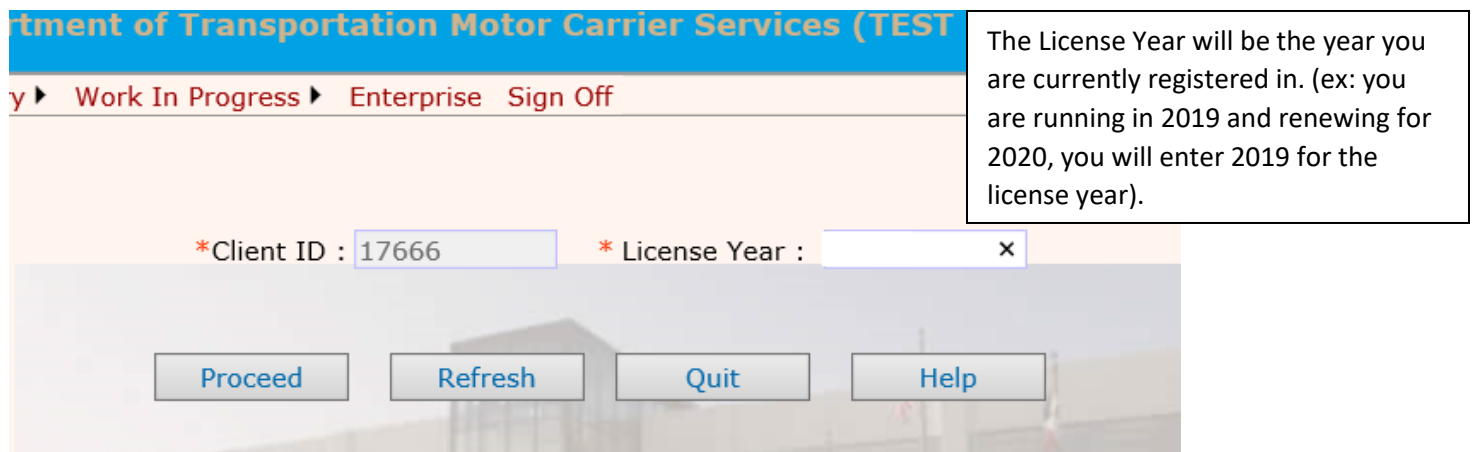 rtment of Transportation Motor Carrier Services (TEST
y Work In Progress Enterprise Sign Off
The License Year will be the year you
are currently registered in. (ex: you
are running in 2019 and renewing for
2020, you will enter 2019 for the
license year).
*Client ID : 17666 * License Year :
Proceed Refresh Quit Help